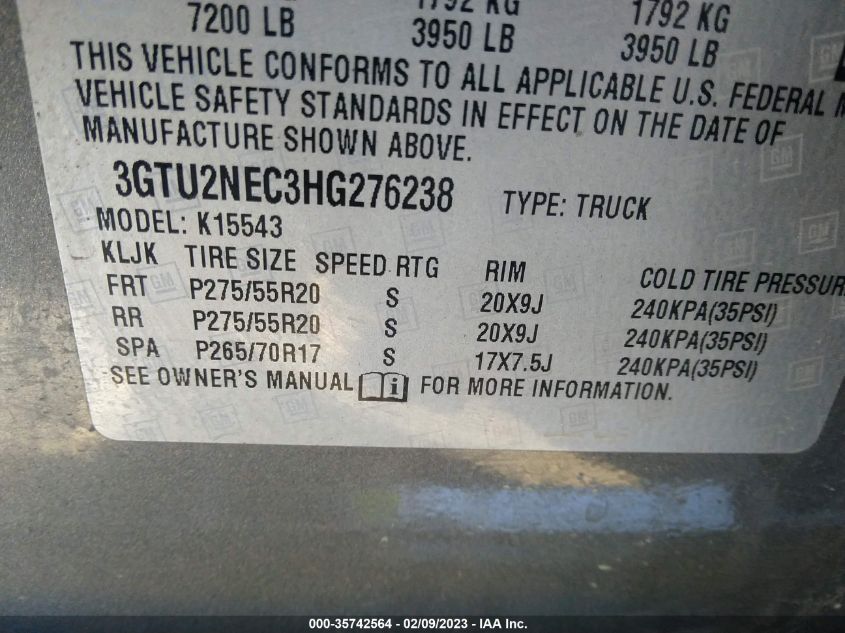 1792 KG 1792 KG
7200 LB 3950 LB 3950 LB
THIS VEHICLE CONFORMS TO ALL APPLICABLE U.S. FEDERAL M
VEHICLE SAFETY STANDARDS IN EFFECT ON THE DATE OF
MANUFACTURE SHOWN ABOVE.
3GTU2NEC3HG276238 TYPE: TRUCK
MODEL: K15543
KLJK TIRE SIZE SPEED RTG RIM COLD TIRE PRESSUR
FRT P275/55R20 S 20X9J 240KPA(35PSI)
RR P275/55R20 S 20X9J 240KPA(35PSI)
SPA P265/70R17 S 17X7.5J 240KPA(35PSI)
SEE OWNER'S MANUAL i FOR MORE INFORMATION.
000-35742564 - 02/09/2023 - IAA Inc.